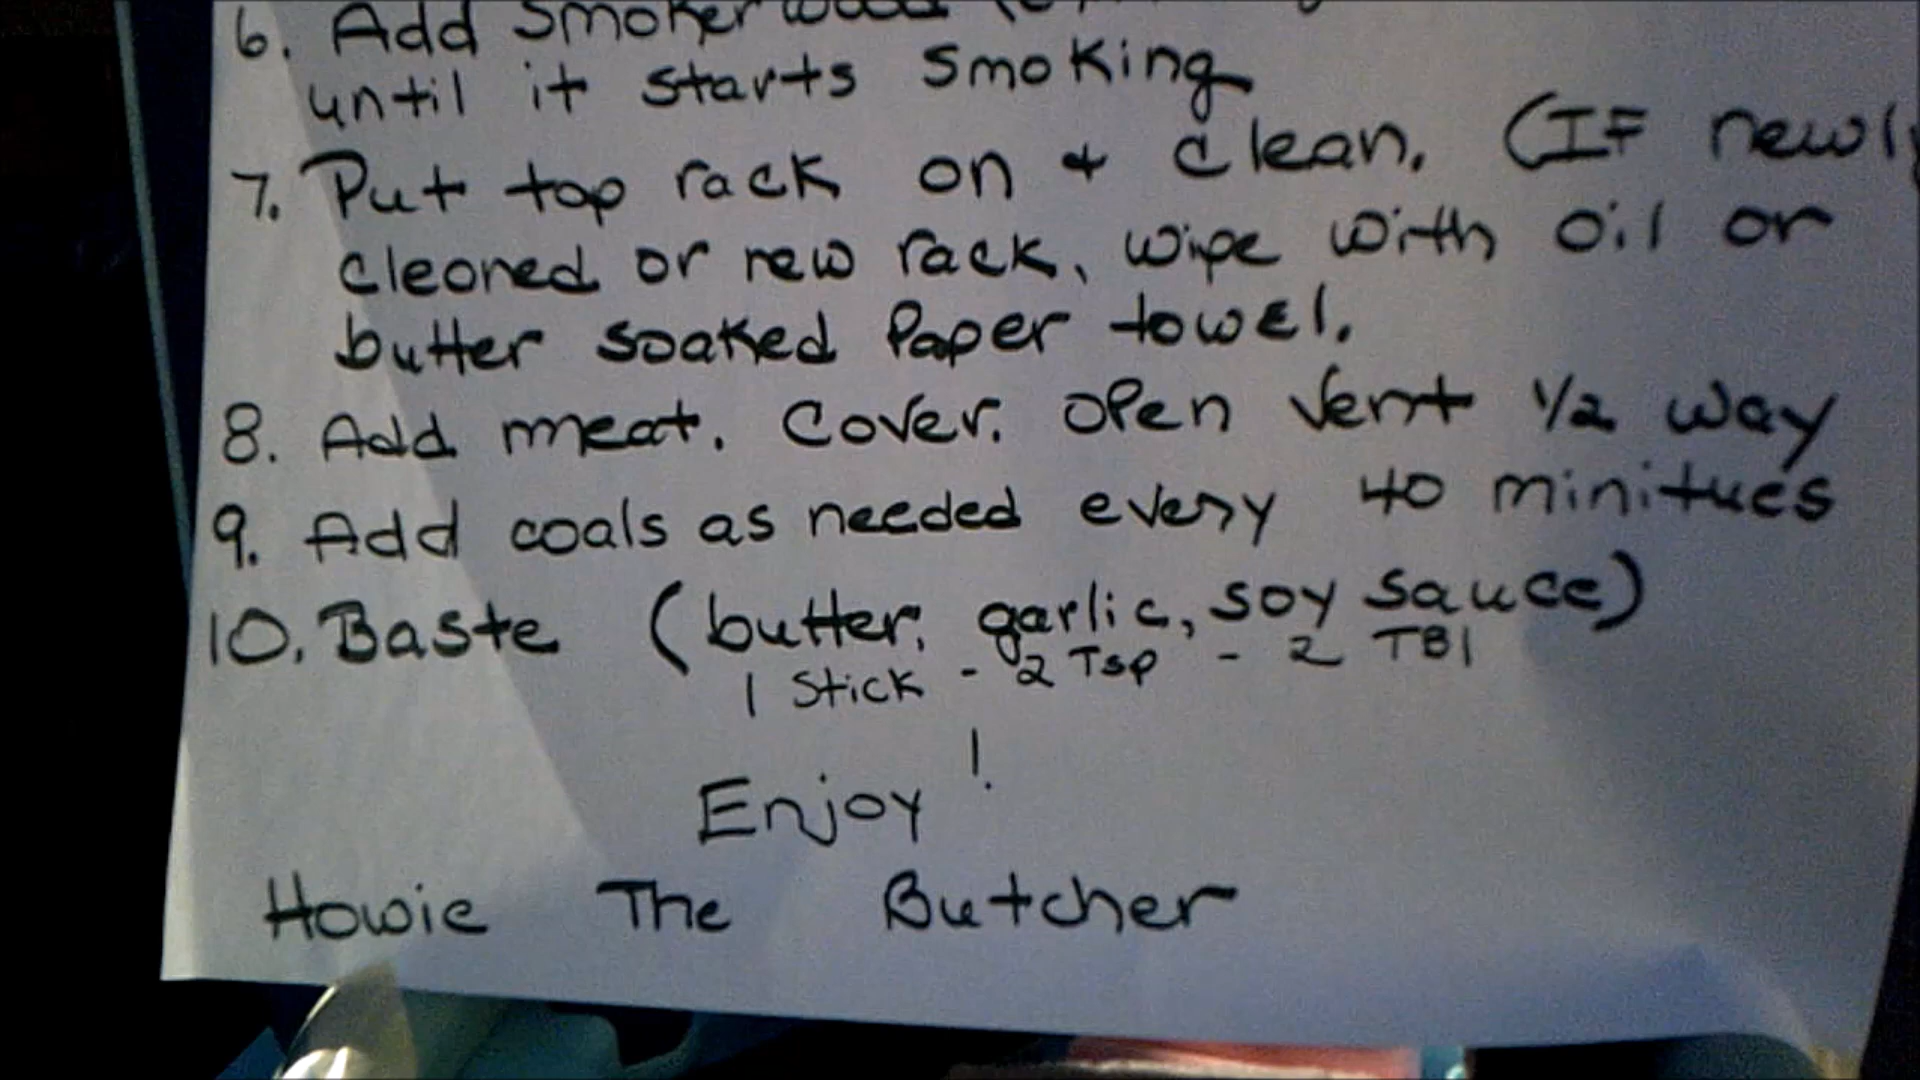 6. Add Smoker wood
until it starts smoking
7. Put top rack on + clean. (IF newly
cleaned or new rack, wipe with oil or
butter soaked Paper towel.
8. Add meat. Cover. Open Vent 1/2 way
9. Add coals as needed every 40 minitues
10. Baste (butter, garlic, soy sauce)
1 Stick - 2 Tsp - 2 TBl
Enjoy!
Howie The Butcher